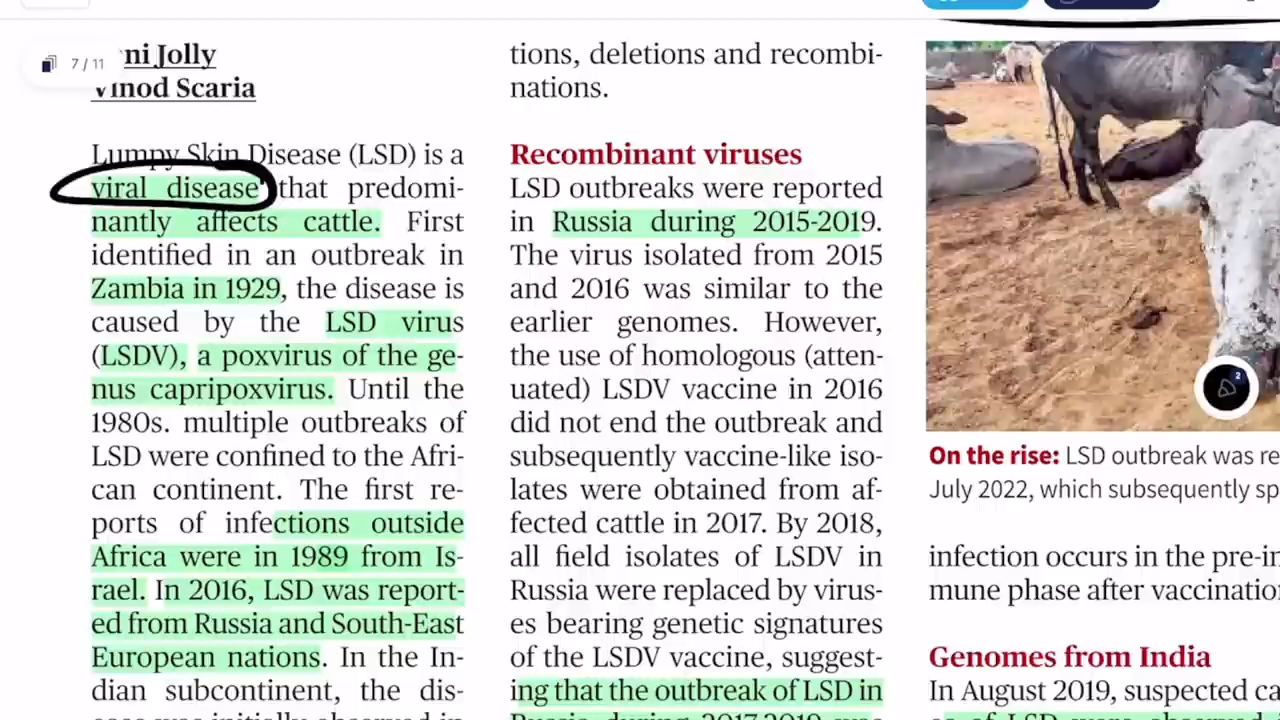 7 / 11
ni Jolly
Vinod Scaria
Lumpy Skin Disease (LSD) is a
viral disease that predomi-
nantly affects cattle. First
identified in an outbreak in
Zambia in 1929, the disease is
caused by the LSD virus
(LSDV), a poxvirus of the ge-
nus capripoxvirus. Until the
1980s. multiple outbreaks of
LSD were confined to the Afri-
can continent. The first re-
ports of infections outside
Africa were in 1989 from Is-
rael. In 2016, LSD was report-
ed from Russia and South-East
European nations. In the In-
dian subcontinent, the dis-
tions, deletions and recombi-
nations.
Recombinant viruses
LSD outbreaks were reported
in Russia during 2015-2019.
The virus isolated from 2015
and 2016 was similar to the
earlier genomes. However,
the use of homologous (atten-
uated) LSDV vaccine in 2016
did not end the outbreak and
subsequently vaccine-like iso-
lates were obtained from af-
fected cattle in 2017. By 2018,
all field isolates of LSDV in
Russia were replaced by virus-
es bearing genetic signatures
of the LSDV vaccine, suggest-
ing that the outbreak of LSD in
2
On the rise: LSD outbreak was re
July 2022, which subsequently sp
infection occurs in the pre-i
mune phase after vaccinatio
Genomes from India
In August 2019, suspected ca